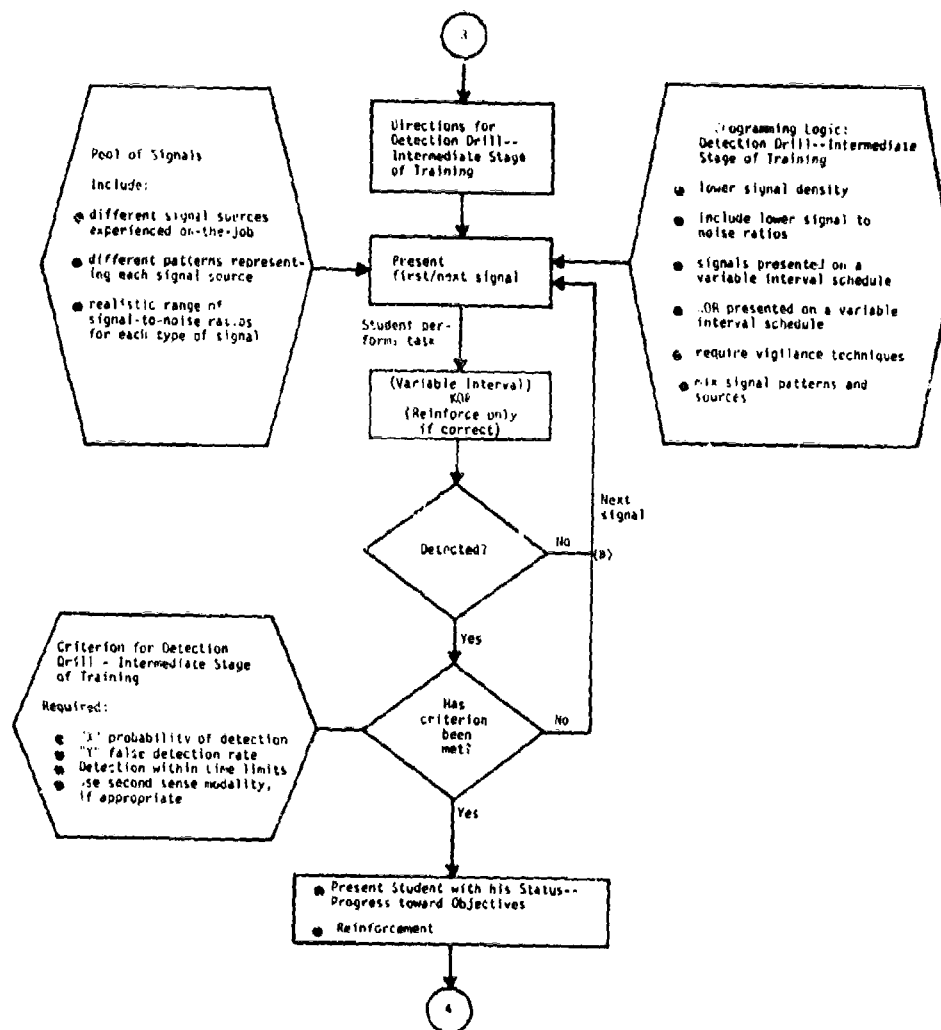 3
Directions for
Detection Drill--
Intermediate Stage
of Training
Pool of Signals
Include:
different signal sources
experienced on-the-job
different patterns represent-
ing each signal source
realistic range of
signal-to-noise ratios
for each type of signal
Programming Logic:
Detection Drill--Intermediate
Stage of Training
lower signal density
include lower signal to
noise ratios
signals presented on a
variable interval schedule
presented on a variable
interval schedule
require vigilance techniques
mix signal patterns and
sources
Present
first/next signal
Student per-
forms task
(Variable Interval)
KOR
(Reinforce only
if correct)
Next
signal
Detected?
No
(B)
Yes
Criterion for Detection
Drill - Intermediate Stage
of Training
Required:
"X" probability of detection
"Y" false detection rate
Detection within time limits
use second sense modality,
if appropriate
Has
criterion
been
met?
No
Yes
Present Student with his Status--
Progress toward Objectives
Reinforcement
4